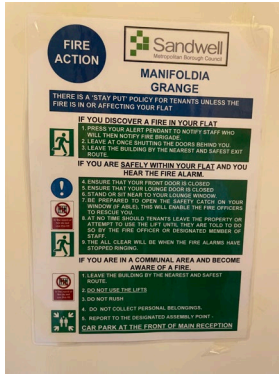 FIRE
ACTION
Sandwell
Metropolitan Borough Council
MANIFOLDIA
GRANGE
THERE IS A 'STAY PUT' POLICY FOR TENANTS UNLESS THE
FIRE IS IN OR AFFECTING YOUR FLAT
IF YOU DISCOVER A FIRE IN YOUR FLAT
1. PRESS YOUR ALERT PENDANT TO NOTIFY STAFF WHO
WILL THEN NOTIFY FIRE BRIGADE.
2. LEAVE AT ONCE SHUTTING THE DOORS BEHIND YOU.
3. LEAVE THE BUILDING BY THE NEAREST AND SAFEST EXIT
ROUTE.
IF YOU ARE SAFELY WITHIN YOUR FLAT AND YOU
HEAR THE FIRE ALARM.
4. ENSURE THAT YOUR FRONT DOOR IS CLOSED
5. ENSURE THAT YOUR LOUNGE DOOR IS CLOSED
6. STAND OR SIT NEAR TO YOUR LOUNGE WINDOW.
7. BE PREPARED TO OPEN THE SAFETY CATCH ON YOUR
WINDOW (IF ABLE). THIS WILL ENABLE THE FIRE OFFICERS
TO RESCUE YOU.
8. AT NO TIME SHOULD TENANTS LEAVE THE PROPERTY OR
ATTEMPT TO USE THE LIFT UNTIL THEY ARE TOLD TO DO
SO BY THE FIRE OFFICER OR DESIGNATED MEMBER OF
STAFF.
9. THE ALL CLEAR WILL BE WHEN THE FIRE ALARMS HAVE
STOPPED RINGING.
IF YOU ARE IN A COMMUNAL AREA AND BECOME
AWARE OF A FIRE.
1. LEAVE THE BUILDING BY THE NEAREST AND SAFEST
ROUTE.
2. DO NOT USE THE LIFTS
3. DO NOT RUSH
4. DO NOT COLLECT PERSONAL BELONGINGS.
5. REPORT TO THE DESIGNATED ASSEMBLY POINT -
CAR PARK AT THE FRONT OF MAIN RECEPTION